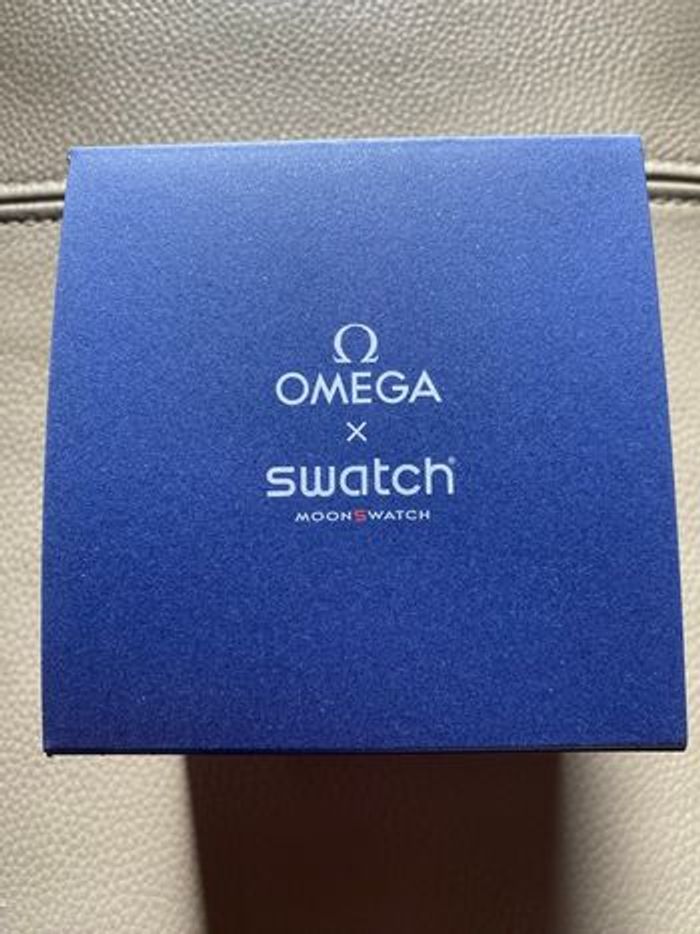 Ω
OMEGA
×
swatch®
MOONSWATCH